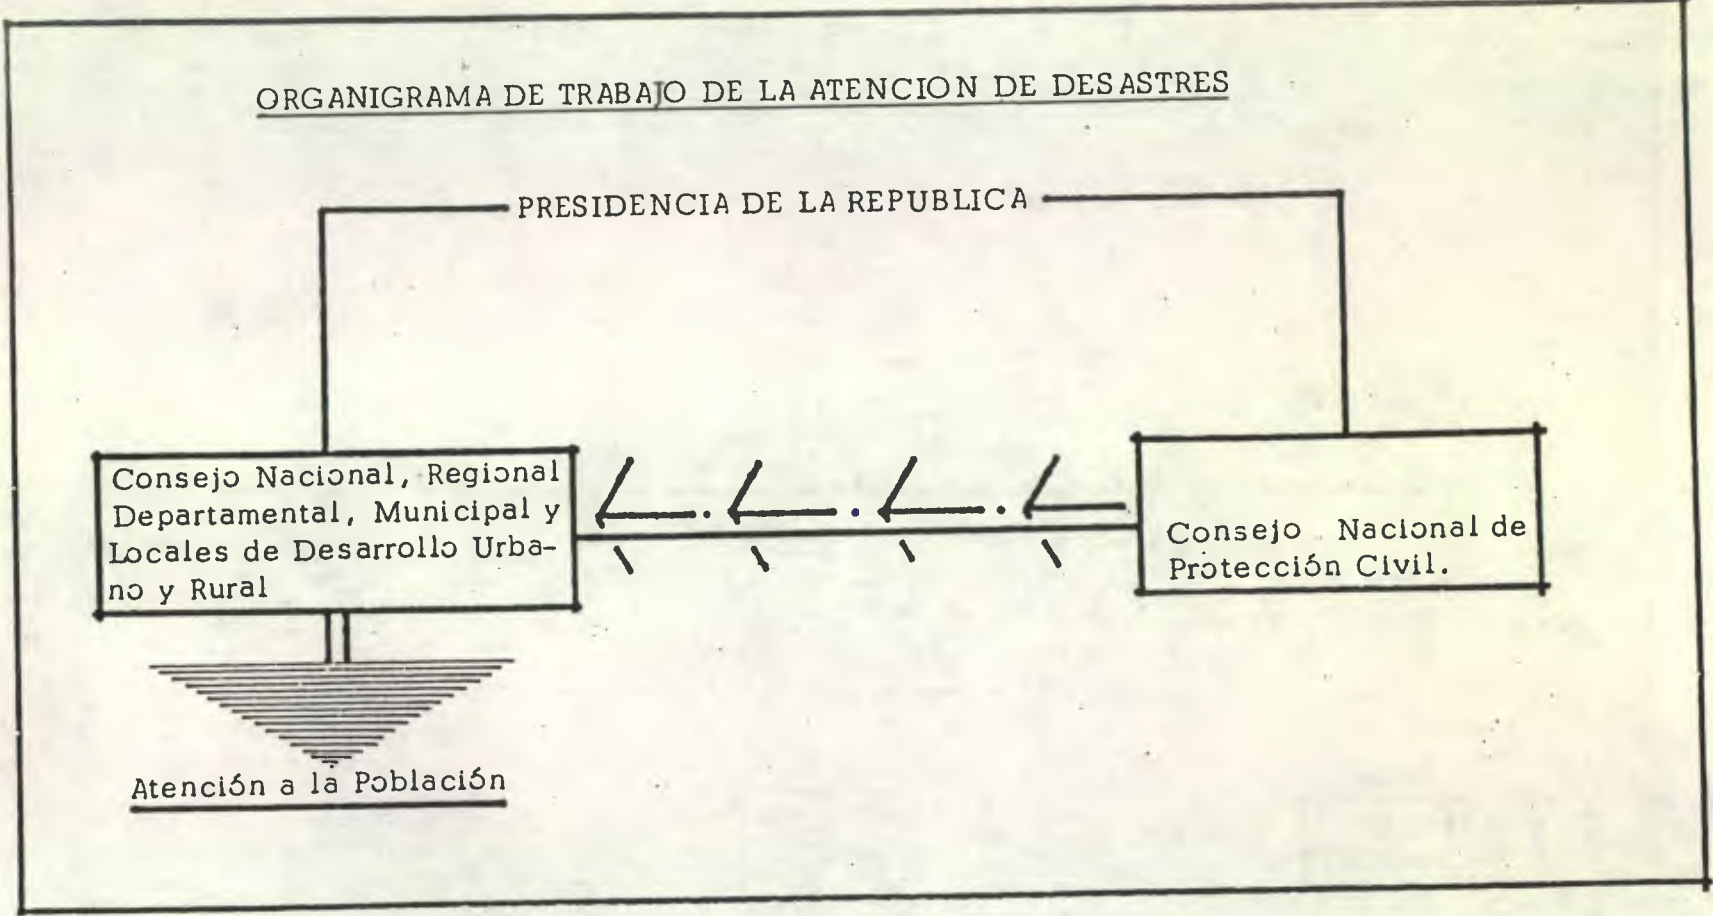 ORGANIGRAMA DE TRABAJO DE LA ATENCION DE DESASTRES
PRESIDENCIA DE LA REPUBLICA
Consejo Nacional, Regional
Departamental, Municipal y
Locales de Desarrollo Urba-
no y Rural
Consejo Nacional de
Protección Civil.
Atención a la Población